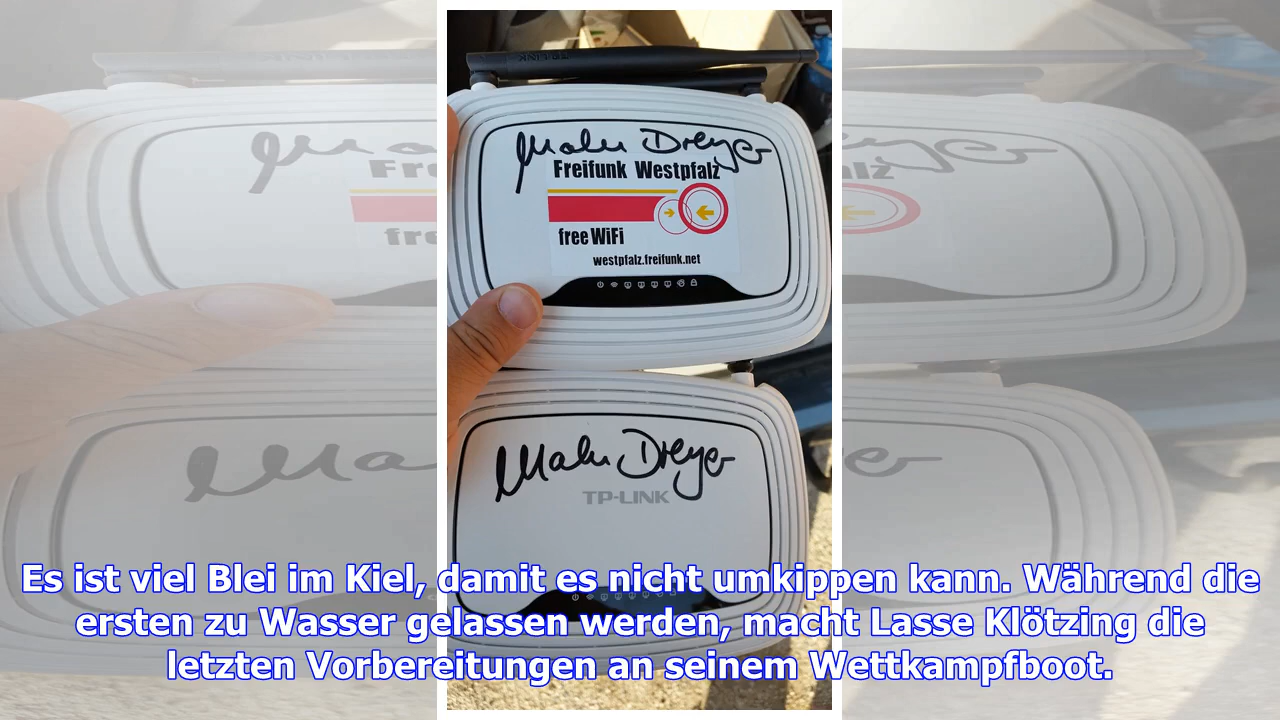 TP-LINK
Malu Dreyer
Freifunk Westpfalz
free WiFi
westpfalz.freifunk.net
Malu Dreyer
TP-LINK
Es ist viel Blei im Kiel, damit es nicht umkippen kann. Während die
ersten zu Wasser gelassen werden, macht Lasse Klötzing die
letzten Vorbereitungen an seinem Wettkampfboot.